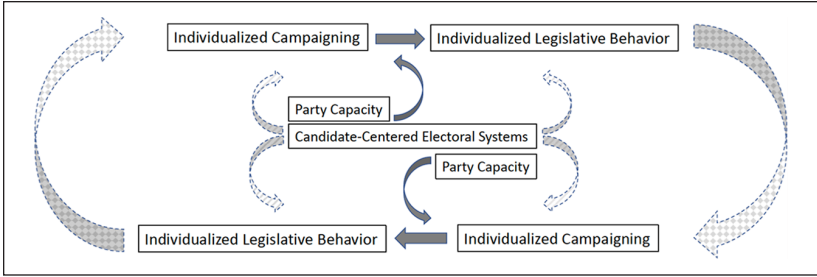 Individualized Campaigning
Individualized Legislative Behavior
Party Capacity
Candidate-Centered Electoral Systems
Party Capacity
Individualized Legislative Behavior
Individualized Campaigning